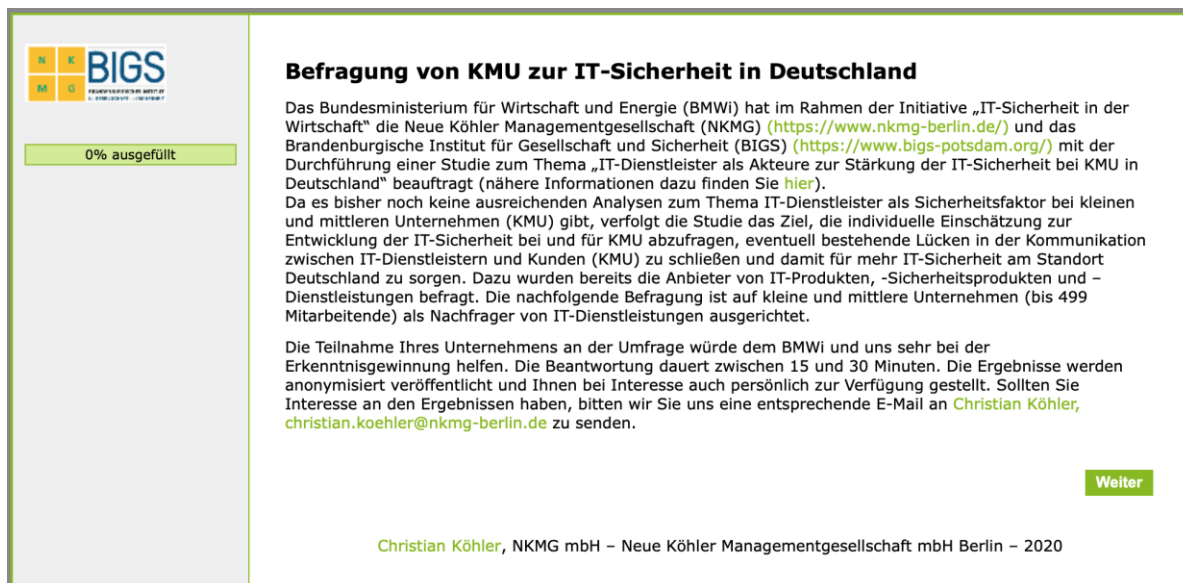 N K
M G
BIGS
0% ausgefüllt
Befragung von KMU zur IT-Sicherheit in Deutschland
Das Bundesministerium für Wirtschaft und Energie (BMWi) hat im Rahmen der Initiative „IT-Sicherheit in der
Wirtschaft“ die Neue Köhler Managementgesellschaft (NKMG) (https://www.nkmg-berlin.de/) und das
Brandenburgische Institut für Gesellschaft und Sicherheit (BIGS) (https://www.bigs-potsdam.org/) mit der
Durchführung einer Studie zum Thema „IT-Dienstleister als Akteure zur Stärkung der IT-Sicherheit bei KMU in
Deutschland“ beauftragt (nähere Informationen dazu finden Sie hier).
Da es bisher noch keine ausreichenden Analysen zum Thema IT-Dienstleister als Sicherheitsfaktor bei kleinen
und mittleren Unternehmen (KMU) gibt, verfolgt die Studie das Ziel, die individuelle Einschätzung zur
Entwicklung der IT-Sicherheit bei und für KMU abzufragen, eventuell bestehende Lücken in der Kommunikation
zwischen IT-Dienstleistern und Kunden (KMU) zu schließen und damit für mehr IT-Sicherheit am Standort
Deutschland zu sorgen. Dazu wurden bereits die Anbieter von IT-Produkten, -Sicherheitsprodukten und –
Dienstleistungen befragt. Die nachfolgende Befragung ist auf kleine und mittlere Unternehmen (bis 499
Mitarbeitende) als Nachfrager von IT-Dienstleistungen ausgerichtet.
Die Teilnahme Ihres Unternehmens an der Umfrage würde dem BMWi und uns sehr bei der
Erkenntnisgewinnung helfen. Die Beantwortung dauert zwischen 15 und 30 Minuten. Die Ergebnisse werden
anonymisiert veröffentlicht und Ihnen bei Interesse auch persönlich zur Verfügung gestellt. Sollten Sie
Interesse an den Ergebnissen haben, bitten wir Sie uns eine entsprechende E-Mail an Christian Köhler,
christian.koehler@nkmg-berlin.de zu senden.
Weiter
Christian Köhler, NKMG mbH – Neue Köhler Managementgesellschaft mbH Berlin – 2020